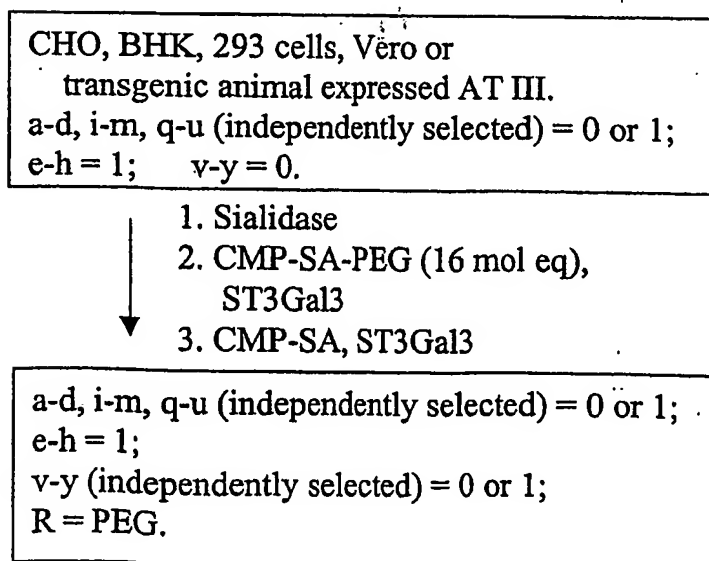 CHO, BHK, 293 cells, Vero or
transgenic animal expressed AT III.
a-d, i-m, q-u (independently selected) = 0 or 1;
e-h = 1; v-y = 0.
1. Sialidase
2. CMP-SA-PEG (16 mol eq),
ST3Gal3
3. CMP-SA, ST3Gal3
a-d, i-m, q-u (independently selected) = 0 or 1;
e-h = 1;
v-y (independently selected) = 0 or 1;
R = PEG.